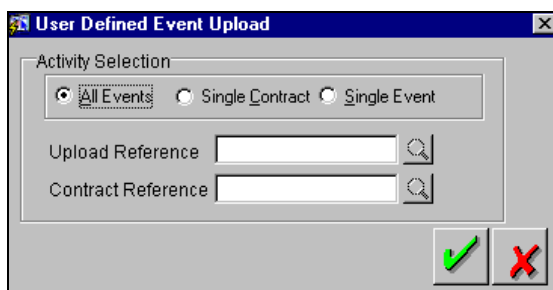 User Defined Event Upload
Activity Selection
All Events Single Contract Single Event
Upload Reference
Contract Reference